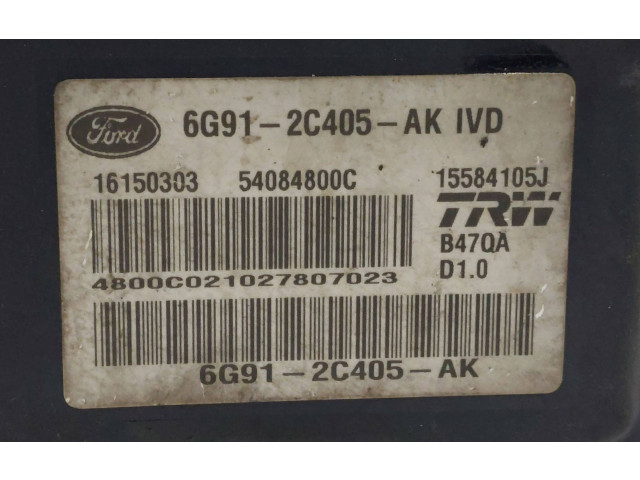 Ford 6G91-2C405-AK IVD
16150303 54084800C 15584105J
TRW
B47QA
4800C021027807023 D1.0
6G91-2C405-AK